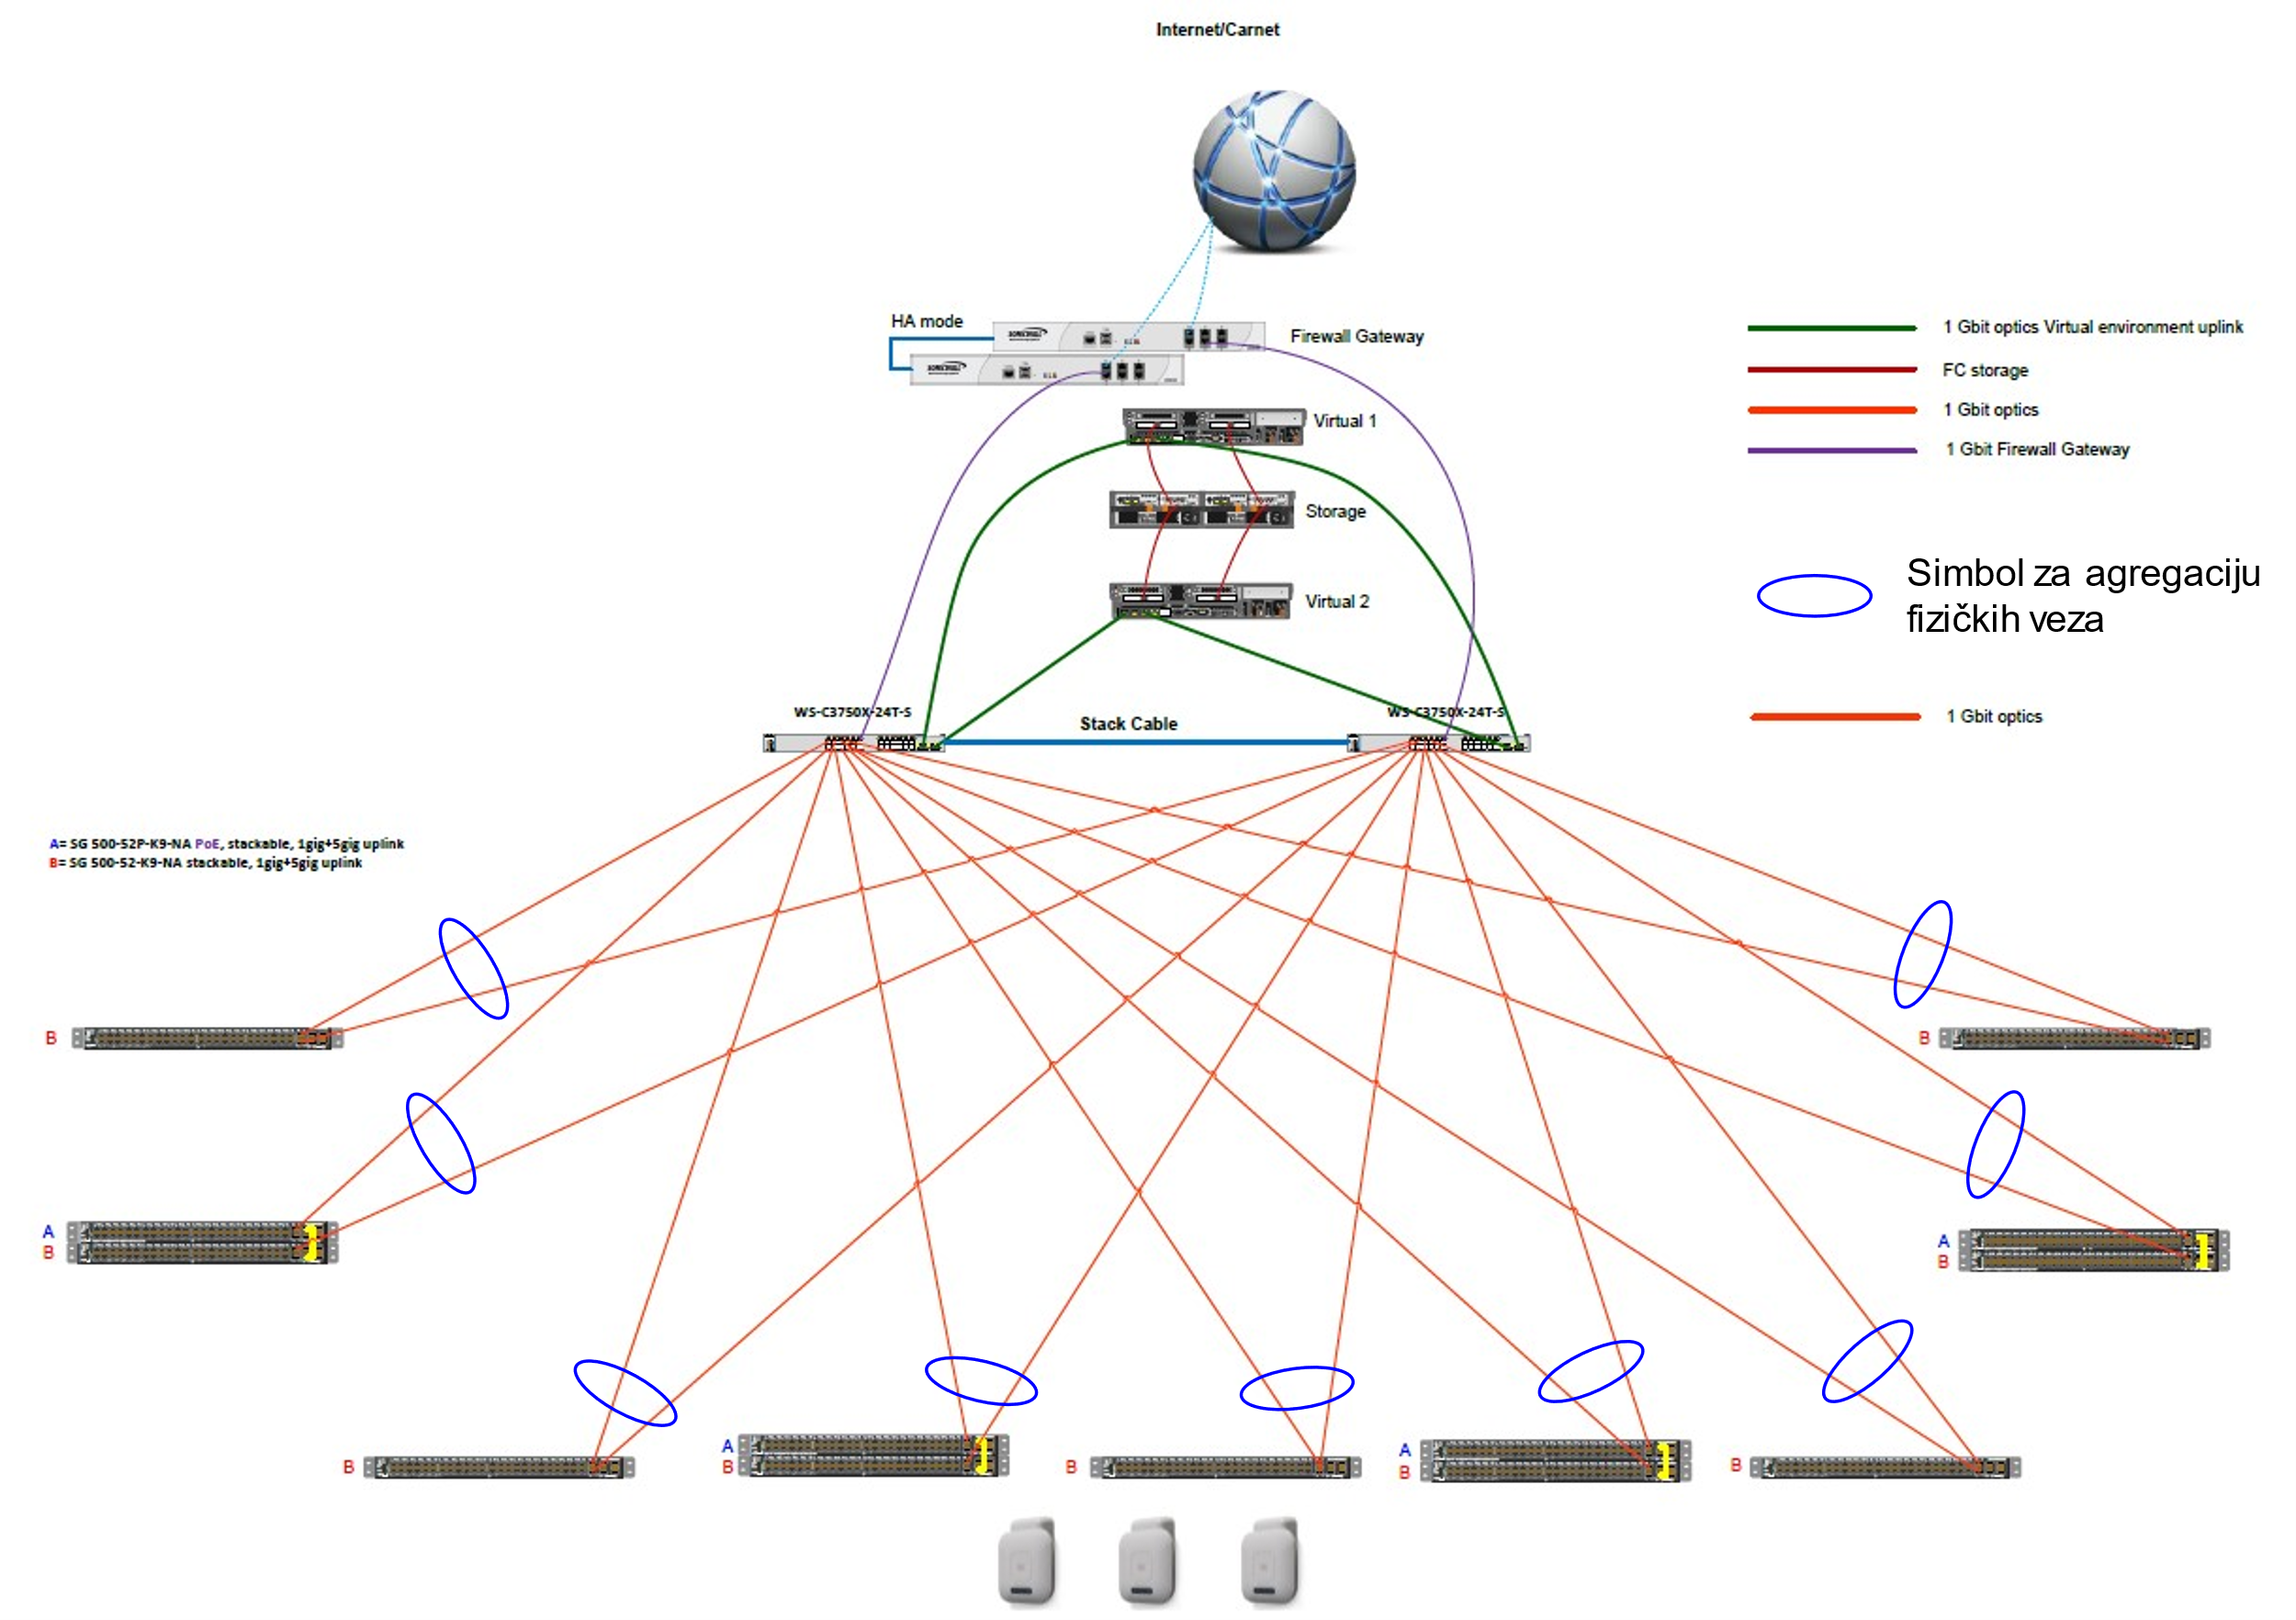 Internet/Carnet
HA mode
SONICWALL
Firewall Gateway
SONICWALL
1 Gbit optics Virtual environment uplink
FC storage
1 Gbit optics
1 Gbit Firewall Gateway
Virtual 1
Storage
Virtual 2
Simbol za agregaciju
fizičkih veza
1 Gbit optics
WS-C3750X-24T-S
Stack Cable
WS-C3750X-24T-S
A= SG 500-52P-K9-NA PoE, stackable, 1gig+5gig uplink
B= SG 500-52-K9-NA stackable, 1gig+5gig uplink
B
B
A
B
A
B
B
A
B
B
A
B
B